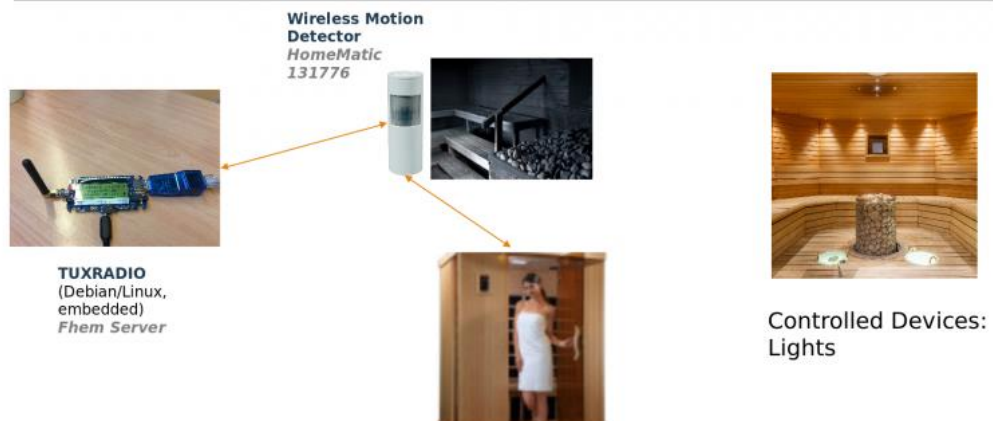 Wireless Motion
Detector
HomeMatic
131776
TUXRADIO
(Debian/Linux,
embedded)
Fhem Server
Controlled Devices:
Lights